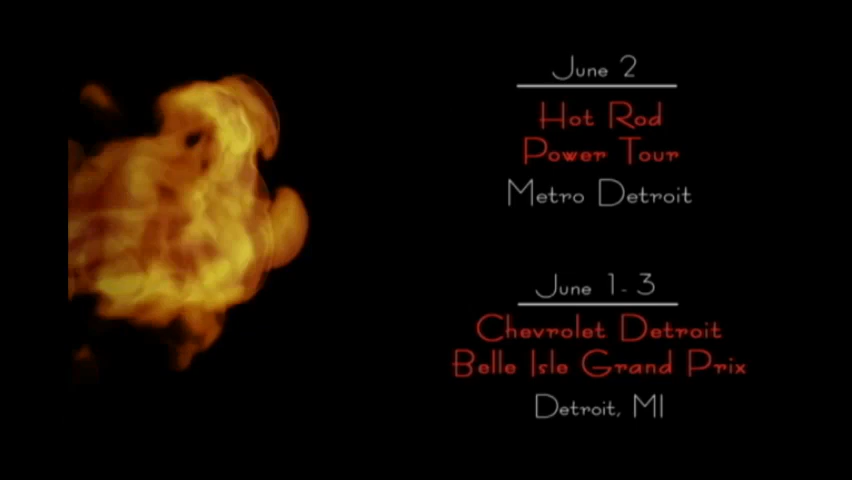 June 2
Hot Rod
Power Tour
Metro Detroit
June 1-3
Chevrolet Detroit
Belle Isle Grand Prix
Detroit, MI